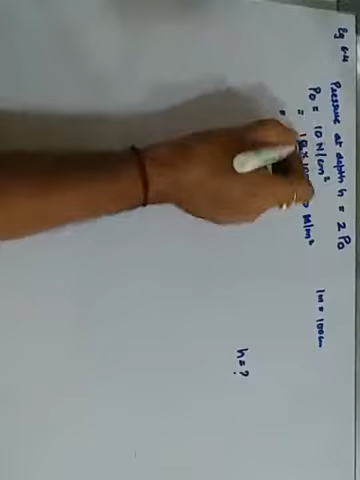 Eg 6.4 Pressure at depth h = 2 P0
P0 = 10 N/cm²
1m = 100cm
= N/m²
=
h = ?